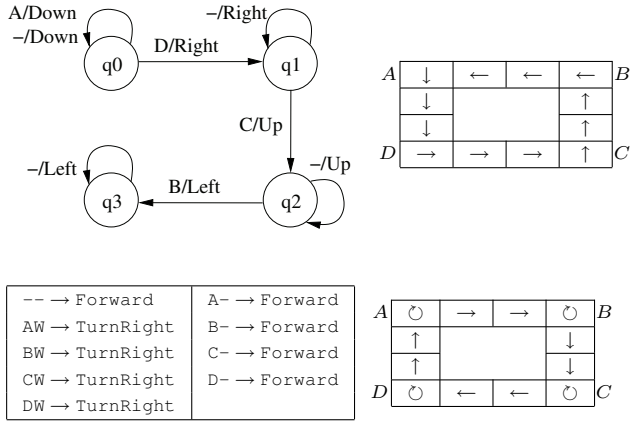 A/Down
–/Down
–/Right
D/Right
q0
q1
C/Up
–/Left
–/Up
B/Left
q3
q2
A ↓ ← ← ← B
↓ ↑
↓ ↑
D → → → ↑ C
-- → Forward
A- → Forward
AW → TurnRight
B- → Forward
BW → TurnRight
C- → Forward
CW → TurnRight
D- → Forward
DW → TurnRight
A ↻ → → ↻ B
↑ ↓
↑ ↓
D ↻ ← ← ↻ C